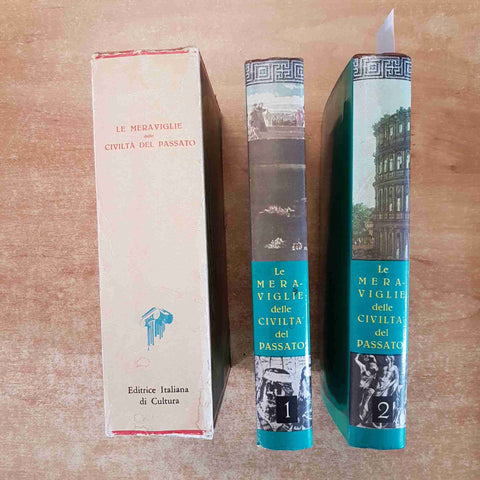 LE MERAVIGLIE
delle
CIVILTÀ DEL PASSATO
Editrice Italiana
di Cultura
Le
MERA-
VIGLIE
delle
CIVILTA'
del
PASSATO
1
Le
MERA-
VIGLIE
delle
CIVILTA'
del
PASSATO
2